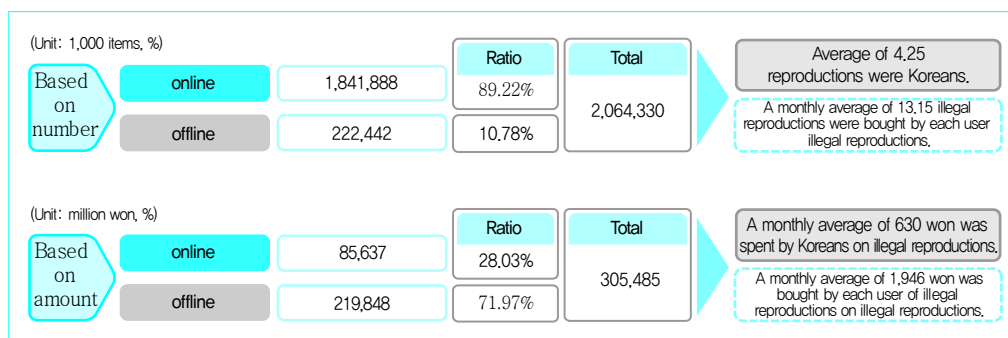 (Unit: 1,000 items, %)
Based
on
number
online
1,841,888
offline
222,442
Ratio
89.22%
10.78%
Total
2,064,330
Average of 4.25
reproductions were Koreans.
A monthly average of 13.15 illegal
reproductions were bought by each user
illegal reproductions.
(Unit: million won, %)
Based
on
amount
online
85,637
offline
219,848
Ratio
28.03%
71.97%
Total
305,485
A monthly average of 630 won was
spent by Koreans on illegal reproductions.
A monthly average of 1,946 won was
bought by each user of illegal
reproductions on illegal reproductions.